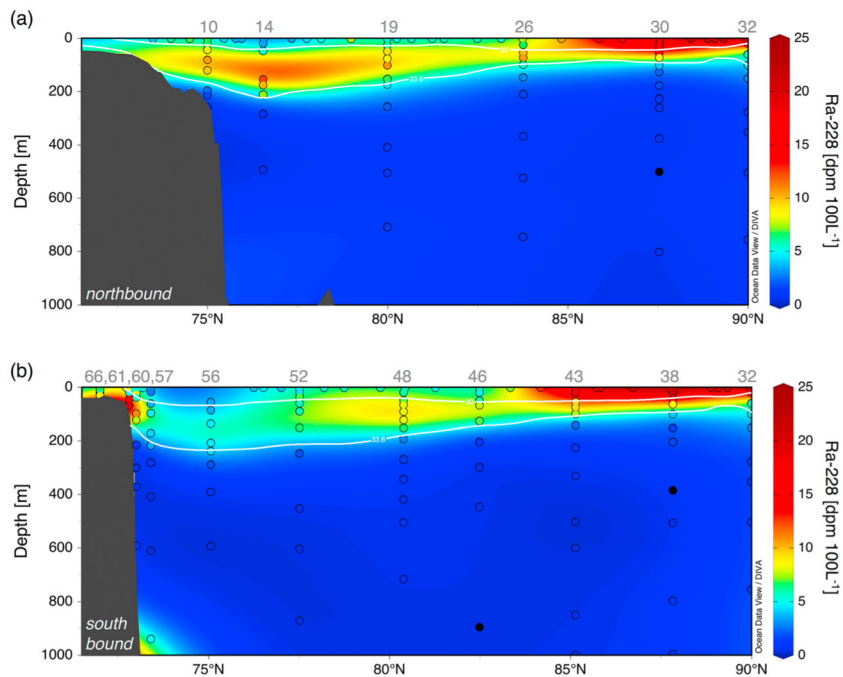 (a)
10 14 19 26 30 32
0
200
400
600
800
1000
Depth [m]
33.6
northbound
75°N 80°N 85°N 90°N
Ocean Data View / DIVA
25
20
15
10
5
0
Ra-228 [dpm 100L-1]
(b)
66,61,60,57 56 52 48 46 43 38 32
0
200
400
600
800
1000
Depth [m]
33.6
south
bound
75°N 80°N 85°N 90°N
Ocean Data View / DIVA
25
20
15
10
5
0
Ra-228 [dpm 100L-1]